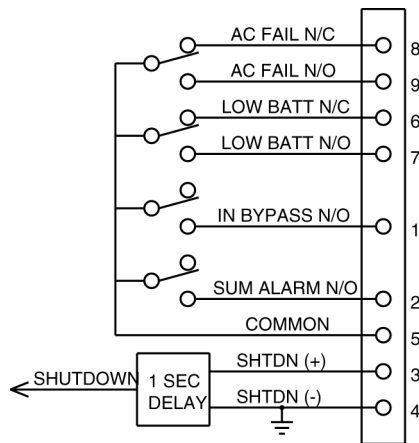 AC FAIL N/C 8
AC FAIL N/O 9
LOW BATT N/C 6
LOW BATT N/O 7
IN BYPASS N/O 1
SUM ALARM N/O 2
COMMON 5
SHTDN (+) 3
SHUTDOWN
1 SEC
DELAY
SHTDN (-) 4